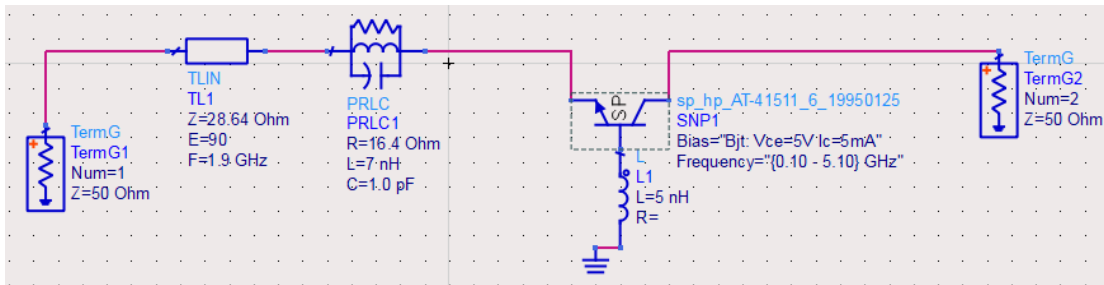 Term.G
TermG1
Num=1
Z=50 Ohm
TLIN
TL1
Z=28.64 Ohm
E=90
F=1.9 GHz
PRLC
PRLC1
R=16.4 Ohm
L=7 nH
C=1.0 pF
SP
sp_hp_AT-41511_6_19950125
SNP1
Bias="Bjt: Vce=5V Ic=5mA"
Frequency="{0.10 - 5.10} GHz"
L
L1
L=5 nH
R=
TermG
TermG2
Num=2
Z=50 Ohm